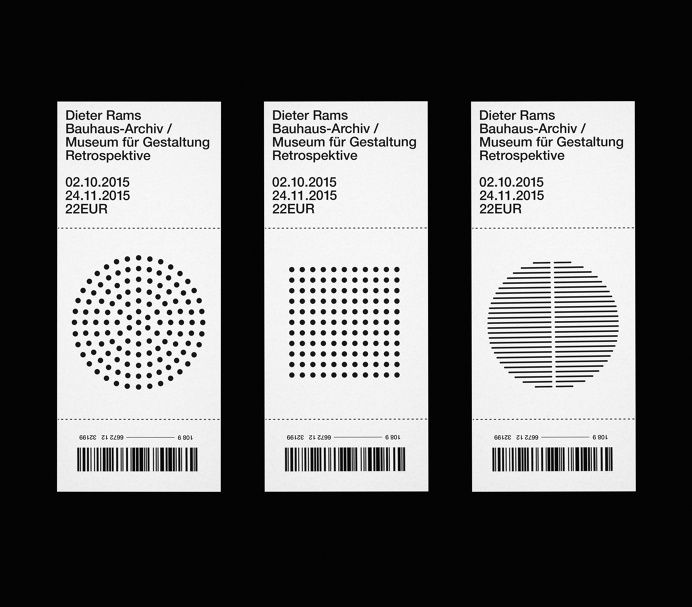 Dieter Rams
Bauhaus-Archiv /
Museum für Gestaltung
Retrospektive
02.10.2015
24.11.2015
22EUR
108 9 6672 12 32199
Dieter Rams
Bauhaus-Archiv /
Museum für Gestaltung
Retrospektive
02.10.2015
24.11.2015
22EUR
108 9 6672 12 32199
Dieter Rams
Bauhaus-Archiv /
Museum für Gestaltung
Retrospektive
02.10.2015
24.11.2015
22EUR
108 9 6672 12 32199